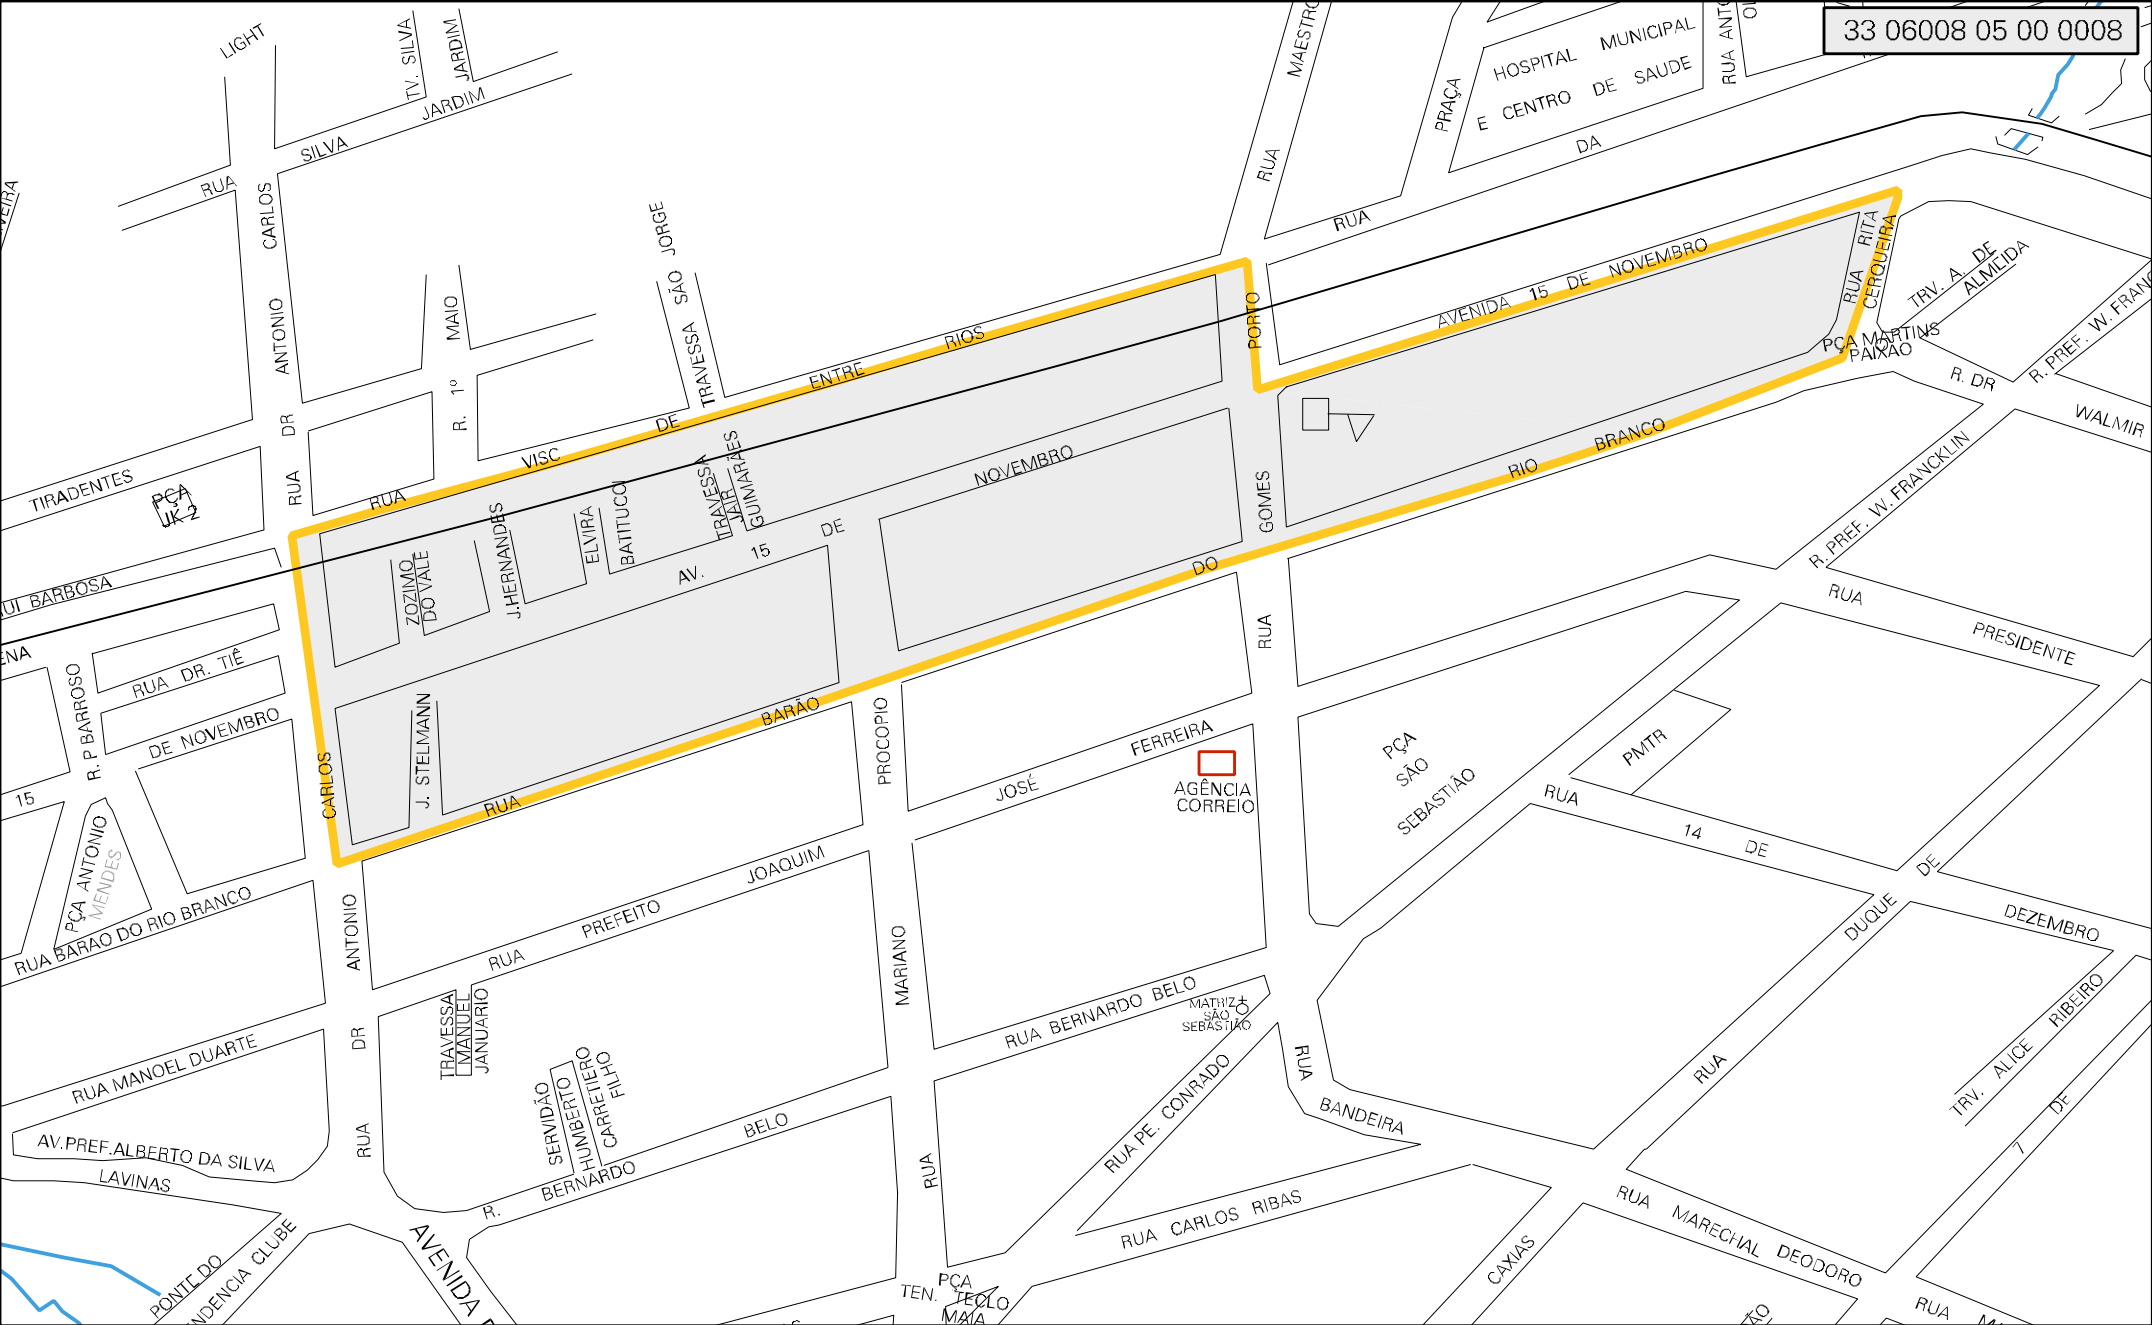 33 06008 05 00 0008
LIGHT
TV. SILVA
JARDIM
RUA SILVA JARDIM
MAESTRO
RUA
PRAÇA
HOSPITAL MUNICIPAL
E CENTRO DE SAUDE
RUA ANT
RUA DA
CARLOS
ANTONIO
DR
RUA
R. 1º MAIO
TRAVESSA SÃO JORGE
TIRADENTES
PÇA
JK 2
RUA VISC DE ENTRE RIOS
PORTO
GOMES
RUA
AVENIDA 15 DE NOVEMBRO
RUA RITA
CERQUEIRA
TRV. A. DE
ALMEIDA
PÇA MARTINS
PAIXÃO
R. PREF. W. FRANC
R. DR
WALMIR
R. PREF. W. FRANCKLIN
RUI BARBOSA
ENA
R. P BARROSO
RUA DR. TIÊ
15
DE NOVEMBRO
PÇA ANTONIO
MENDES
RUA BARAO DO RIO BRANCO
ZOZIMO
DO VALE
J.HERNANDES
ELVIRA
BATITUCCI
TRAVESSA
JAIR
GUIMARÃES
AV. 15 DE NOVEMBRO
J. STELMANN
CARLOS
ANTONIO
DR
RUA
RUA BARÃO DO RIO BRANCO
PROCOPIO
MARIANO
RUA
JOSÉ FERREIRA
AGÊNCIA
CORREIO
PÇA
SÃO
SEBASTIÃO
PMTR
RUA PRESIDENTE
RUA 14 DE DEZEMBRO
RUA PREFEITO JOAQUIM
TRAVESSA
MANUEL
JANUARIO
RUA MANOEL DUARTE
AV.PREF.ALBERTO DA SILVA
LAVINAS
PONTE DO
NDENCIA CLUBE
AVENIDA
SERVIDÃO
HUMBERTO
CARRETIERO
FILHO
R. BERNARDO BELO
RUA BERNARDO BELO
MATRIZ
SÃO
SEBASTIÃO
RUA PE. CONRADO
RUA
BANDEIRA
RUA CARLOS RIBAS
PÇA
TEN. TECLO
MAIA
RUA DUQUE DE
CAXIAS
RUA MARECHAL DEODORO
TRV. ALICE RIBEIRO
7 DE
RUA